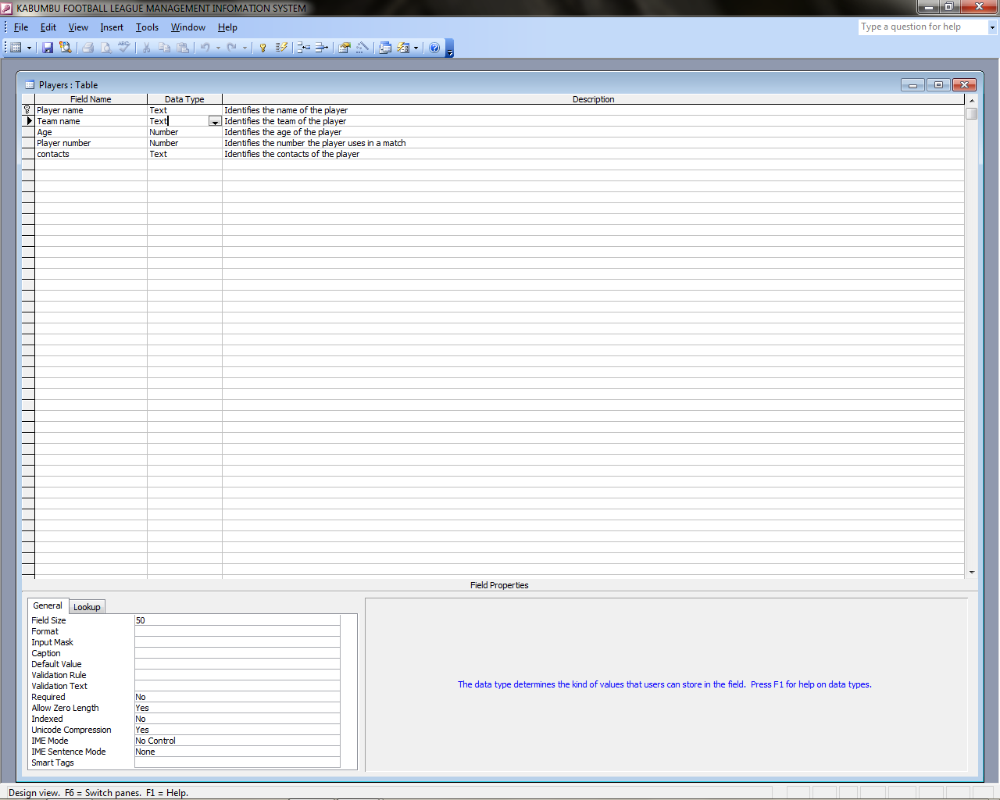 KABUMBU FOOTBALL LEAGUE MANAGEMENT INFOMATION SYSTEM
File Edit View Insert Tools Window Help Type a question for help
Players : Table
Field Name Data Type Description
Player name Text Identifies the name of the player
Team name Text Identifies the team of the player
Age Number Identifies the age of the player
Player number Number Identifies the number the player uses in a match
contacts Text Identifies the contacts of the player
Field Properties
General Lookup
Field Size 50
Format
Input Mask
Caption
Default Value
Validation Rule
Validation Text
Required No
Allow Zero Length Yes
Indexed No
Unicode Compression Yes
IME Mode No Control
IME Sentence Mode None
Smart Tags
The data type determines the kind of values that users can store in the field. Press F1 for help on data types.
Design view. F6 = Switch panes. F1 = Help.